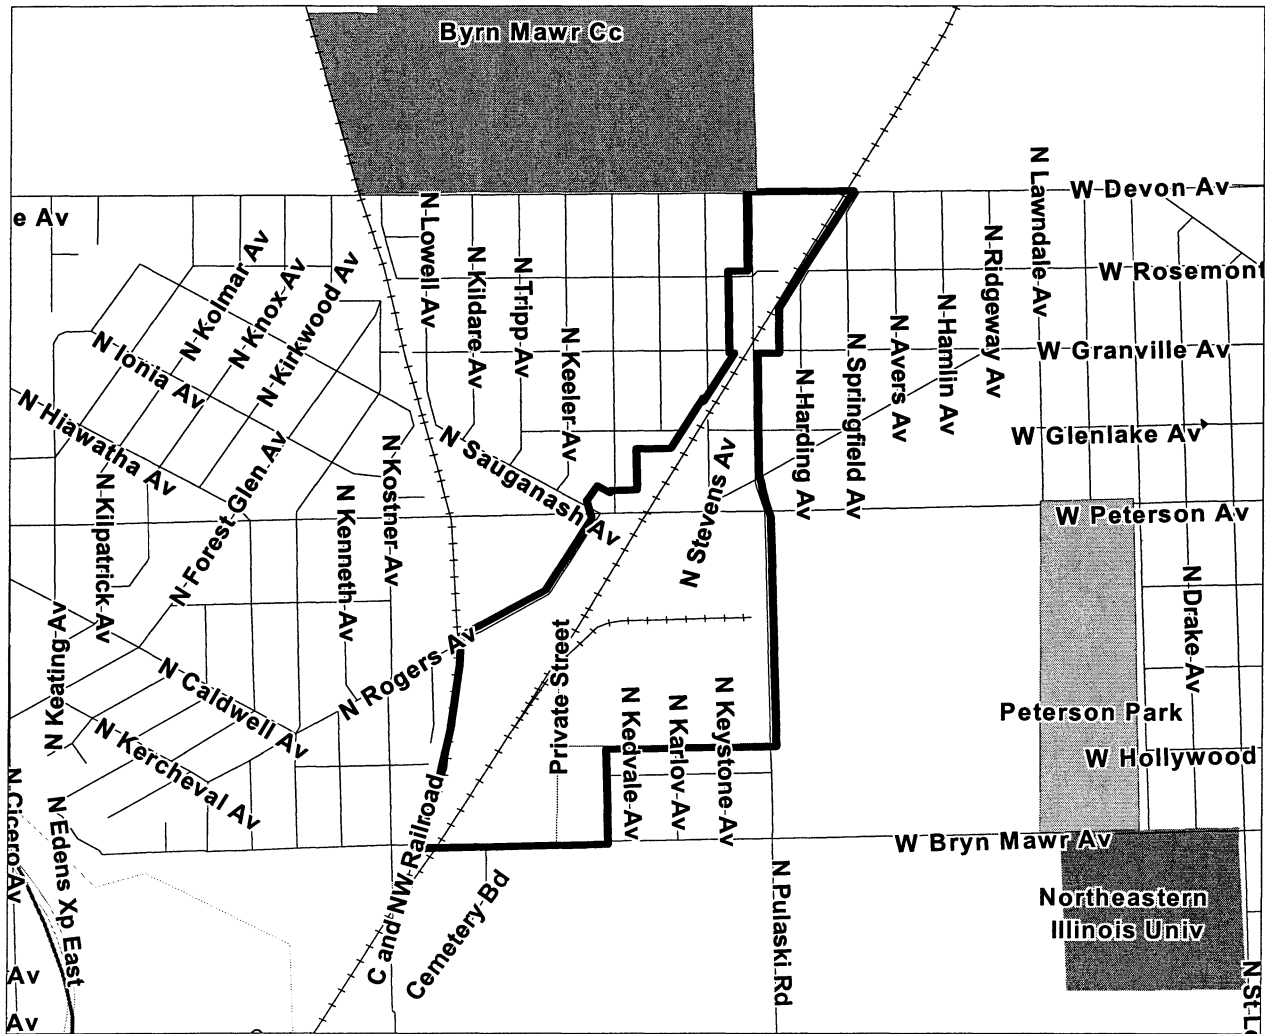 Byrn Mawr Cc
N Lawndale Av
W Devon Av
e Av
N Lowell Av
N Kildare Av
N Tripp Av
N Keeler Av
N Ridgeway Av
W Rosemont
N Kolmar Av
N Knox Av
N Kirkwood Av
N Ionia Av
N Hiawatha Av
N Hamlin Av
N Avers Av
N Springfield Av
N Harding Av
W Granville Av
W Glenlake Av
N Sauganash Av
N Kostner Av
N Kenneth Av
N Forest Glen Av
N Kilpatrick Av
N Stevens Av
W Peterson Av
N Drake Av
N Keating Av
N Rogers Av
N Caldwell Av
N Kercheval Av
Private Street
N Kedvale Av
N Karlov Av
N Keystone Av
Peterson Park
W Hollywood
N Cicero Av
N Edens Xp East
C and NW Railroad
Cemetery Bd
W Bryn Mawr Av
N Pulaski Rd
Northeastern
Illinois Univ
Av
Av
N St Lo